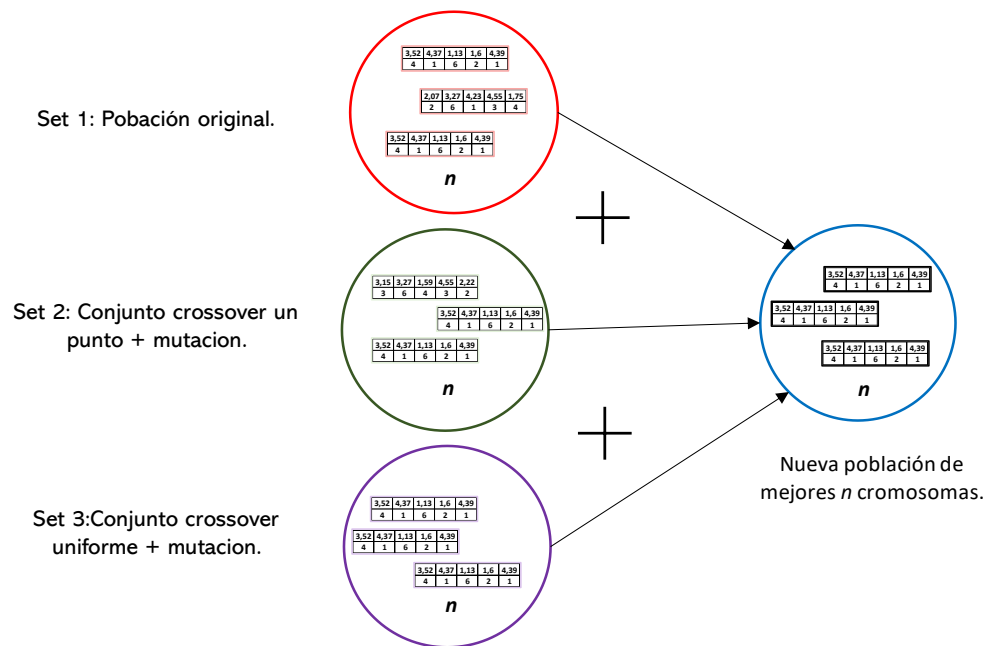 3,52 4,37 1,13 1,6 4,39
4 1 6 2 1
2,07 3,27 4,23 4,55 1,75
2 6 1 3 4
Set 1: Pobación original.
3,52 4,37 1,13 1,6 4,39
4 1 6 2 1
n
3,15 3,27 1,59 4,55 2,22
3 6 4 3 2
Set 2: Conjunto crossover un
punto + mutacion.
3,52 4,37 1,13 1,6 4,39
4 1 6 2 1
3,52 4,37 1,13 1,6 4,39
4 1 6 2 1
n
3,52 4,37 1,13 1,6 4,39
4 1 6 2 1
3,52 4,37 1,13 1,6 4,39
4 1 6 2 1
3,52 4,37 1,13 1,6 4,39
4 1 6 2 1
n
Nueva población de
mejores n cromosomas.
Set 3:Conjunto crossover
uniforme + mutacion.
3,52 4,37 1,13 1,6 4,39
4 1 6 2 1
3,52 4,37 1,13 1,6 4,39
4 1 6 2 1
3,52 4,37 1,13 1,6 4,39
4 1 6 2 1
n